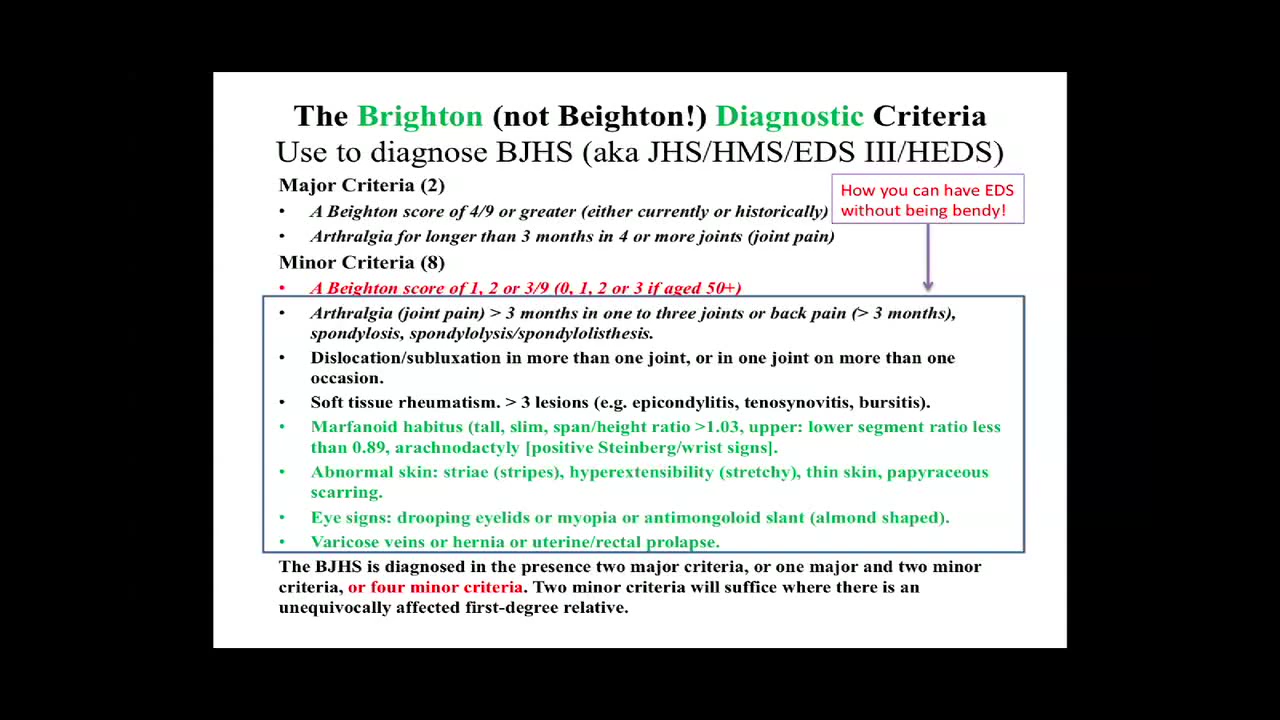 The Brighton (not Beighton!) Diagnostic Criteria
Use to diagnose BJHS (aka JHS/HMS/EDS III/HEDS)
Major Criteria (2)
How you can have EDS
without being bendy!
• A Beighton score of 4/9 or greater (either currently or historically)
• Arthralgia for longer than 3 months in 4 or more joints (joint pain)
Minor Criteria (8)
• A Beighton score of 1, 2 or 3/9 (0, 1, 2 or 3 if aged 50+)
• Arthralgia (joint pain) > 3 months in one to three joints or back pain (> 3 months),
spondylosis, spondylolysis/spondylolisthesis.
• Dislocation/subluxation in more than one joint, or in one joint on more than one
occasion.
• Soft tissue rheumatism. > 3 lesions (e.g. epicondylitis, tenosynovitis, bursitis).
• Marfanoid habitus (tall, slim, span/height ratio >1.03, upper: lower segment ratio less
than 0.89, arachnodactyly [positive Steinberg/wrist signs].
• Abnormal skin: striae (stripes), hyperextensibility (stretchy), thin skin, papyraceous
scarring.
• Eye signs: drooping eyelids or myopia or antimongoloid slant (almond shaped).
• Varicose veins or hernia or uterine/rectal prolapse.
The BJHS is diagnosed in the presence two major criteria, or one major and two minor
criteria, or four minor criteria. Two minor criteria will suffice where there is an
unequivocally affected first-degree relative.